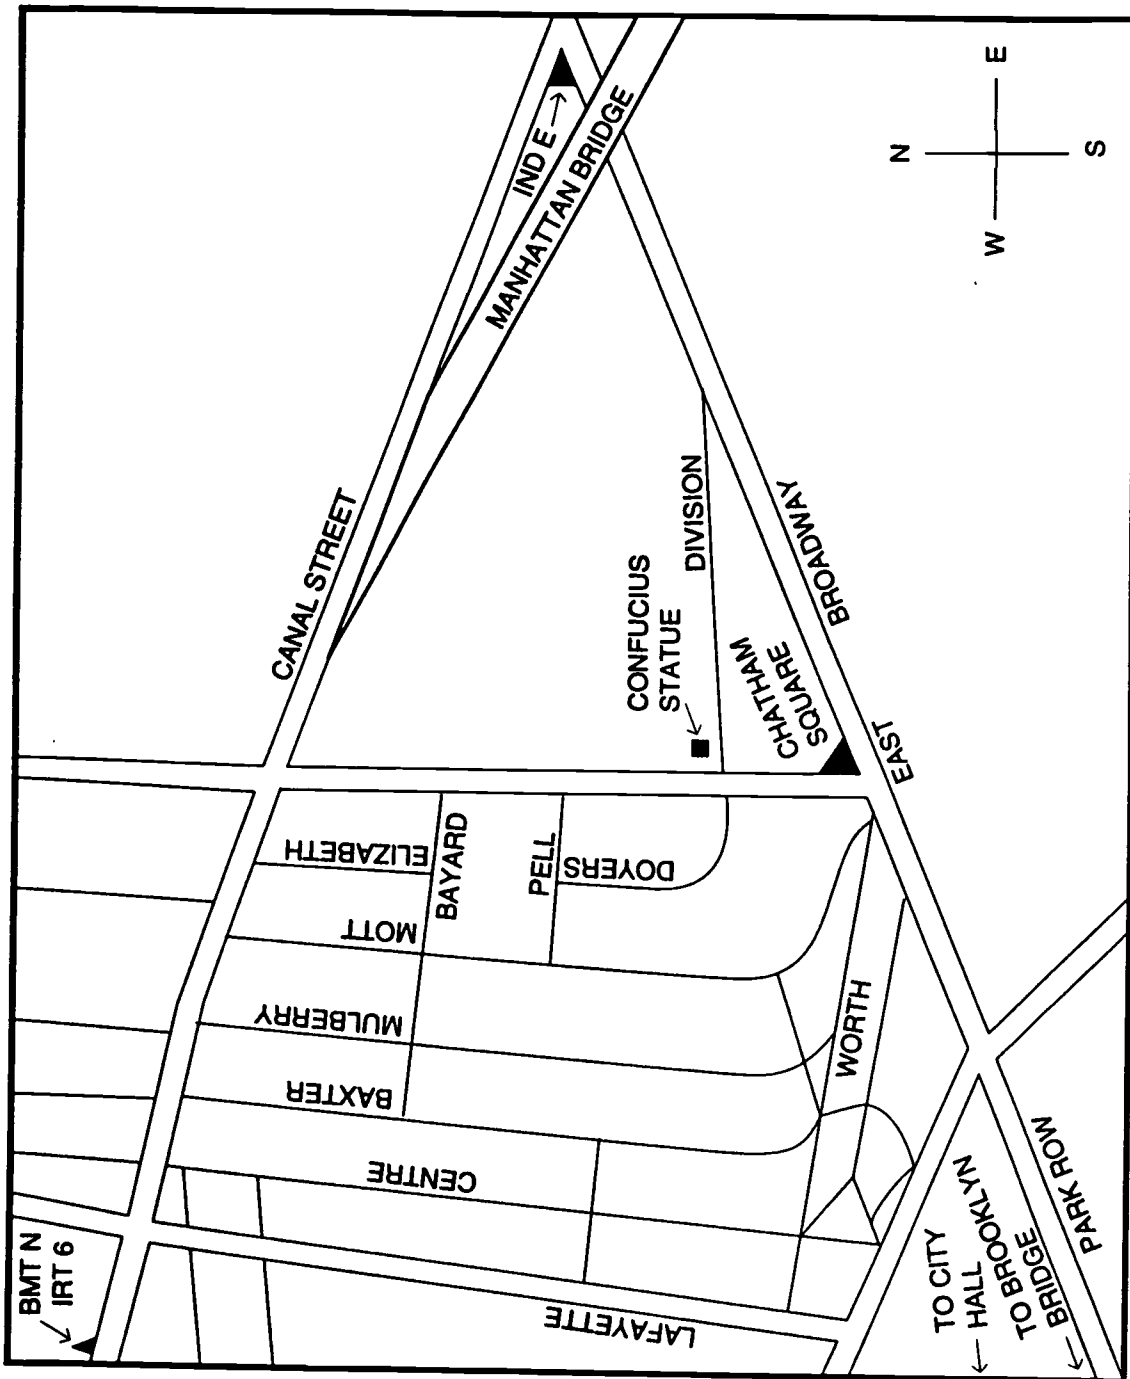 BMT N
IRT 6
CANAL STREET
IND E
MANHATTAN BRIDGE
N
E
S
W
ELIZABETH
BAYARD
MOTT
PELL
DOYERS
MULBERRY
BAXTER
CENTRE
LAFAYETTE
WORTH
CONFUCIUS
STATUE
DIVISION
CHATHAM
SQUARE
EAST
BROADWAY
PARK ROW
TO CITY
HALL
TO BROOKLYN
BRIDGE